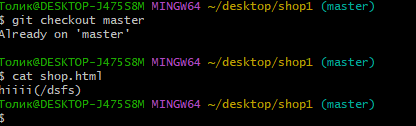 Толик@DESKTOP-J475S8M MINGW64 ~/desktop/shop1 (master)
$ git checkout master
Already on 'master'
Толик@DESKTOP-J475S8M MINGW64 ~/desktop/shop1 (master)
$ cat shop.html
hiiii(/dsfs)
Толик@DESKTOP-J475S8M MINGW64 ~/desktop/shop1 (master)
$